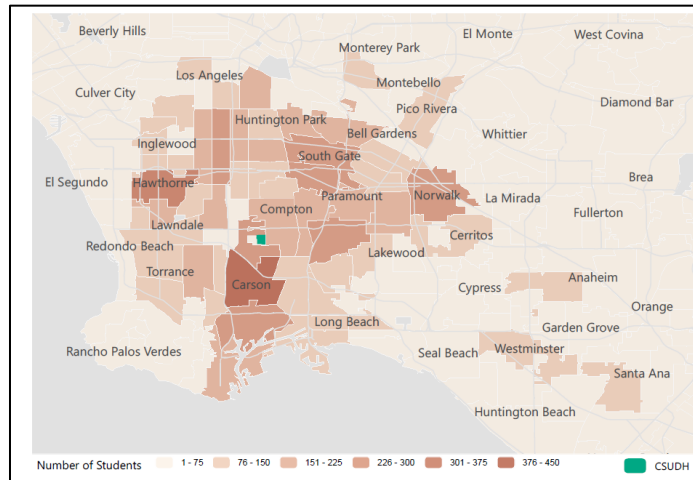 Beverly Hills
El Monte
West Covina
Monterey Park
Los Angeles
Montebello
Culver City
Pico Rivera
Diamond Bar
Huntington Park
Bell Gardens
Whittier
Inglewood
South Gate
Brea
El Segundo
Hawthorne
Paramount
Norwalk
La Mirada
Compton
Fullerton
Lawndale
Cerritos
Redondo Beach
Lakewood
Torrance
Anaheim
Carson
Cypress
Orange
Long Beach
Garden Grove
Rancho Palos Verdes
Seal Beach
Westminster
Santa Ana
Huntington Beach
Number of Students 1 - 75 76 - 150 151 - 225 226 - 300 301 - 375 376 - 450 CSUDH